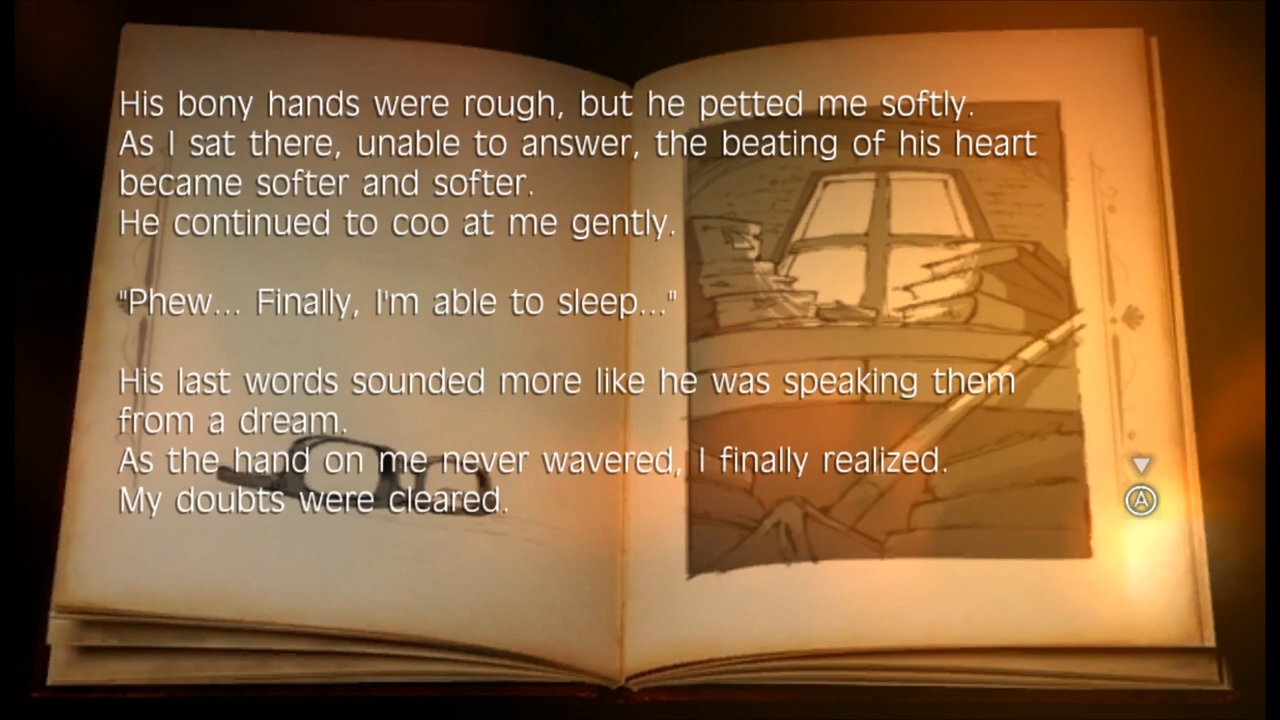 His bony hands were rough, but he petted me softly.
As I sat there, unable to answer, the beating of his heart
became softer and softer.
He continued to coo at me gently.
"Phew... Finally, I'm able to sleep..."
His last words sounded more like he was speaking them
from a dream.
As the hand on me never wavered, I finally realized.
My doubts were cleared.
A